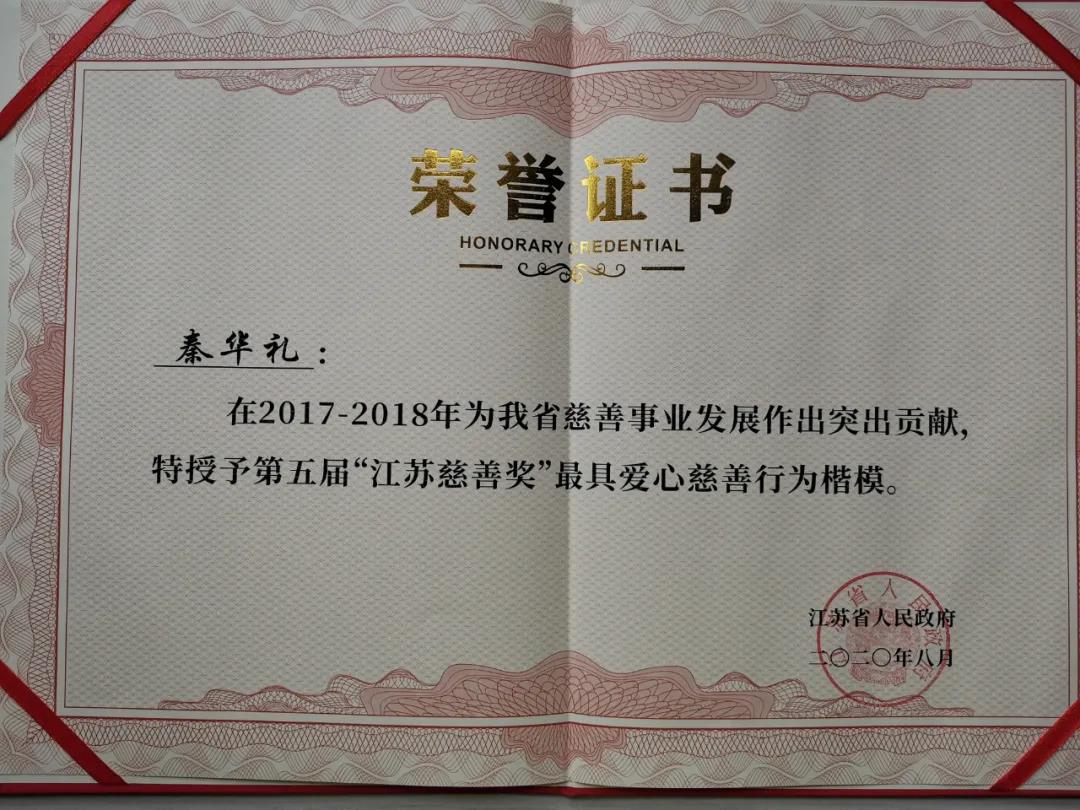 荣誉证书
HONORARY CREDENTIAL
秦华礼：
在2017-2018年为我省慈善事业发展作出突出贡献,
特授予第五届“江苏慈善奖”最具爱心慈善行为楷模。
江苏省人民政府
二〇二〇年八月